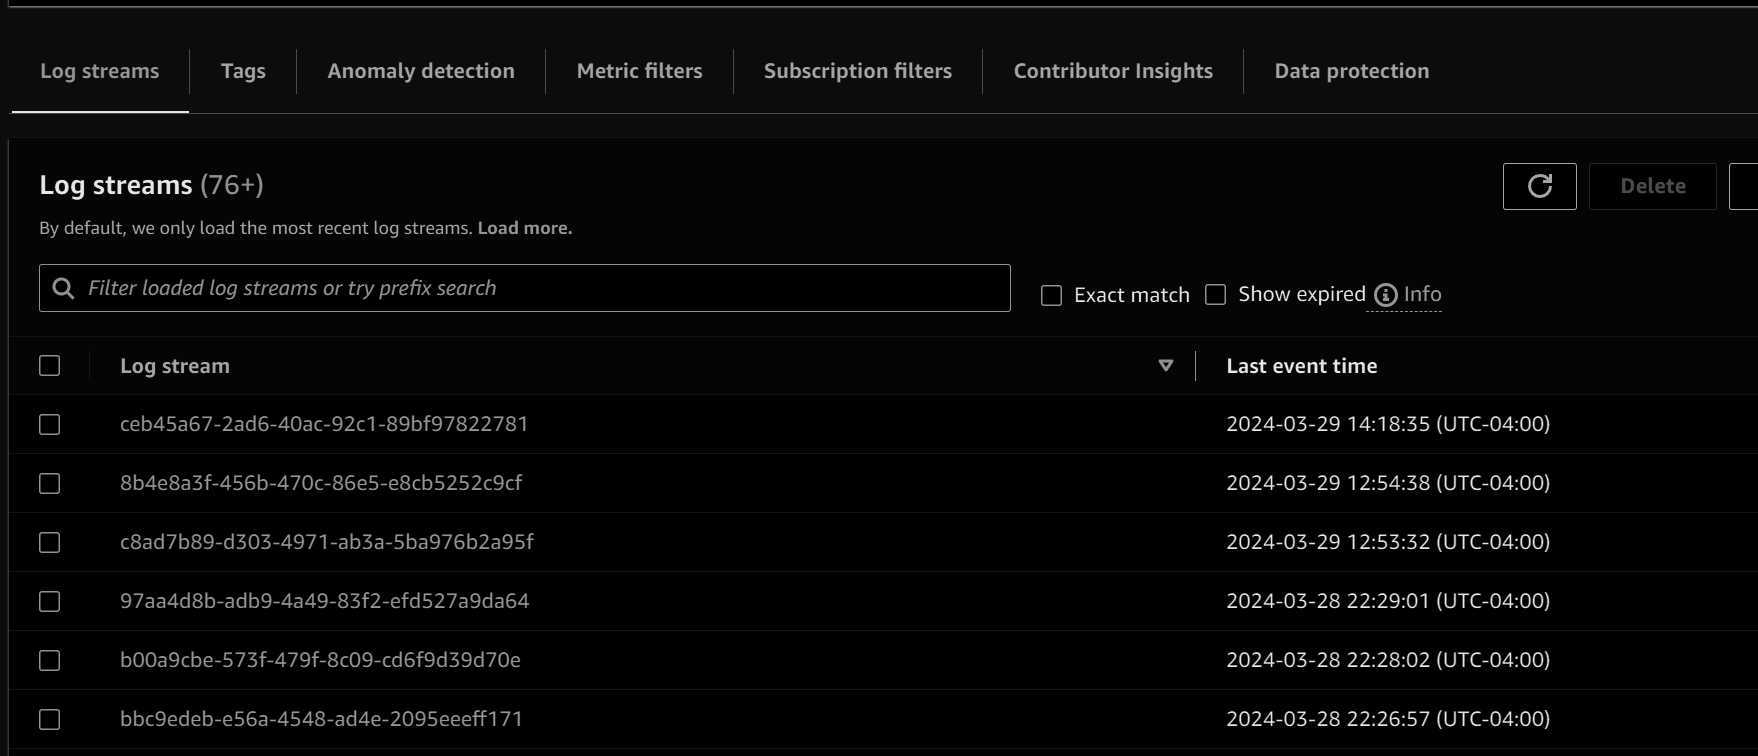 Log streams Tags Anomaly detection Metric filters Subscription filters Contributor Insights Data protection
Log streams (76+)
Delete
By default, we only load the most recent log streams. Load more.
Filter loaded log streams or try prefix search
Exact match Show expired Info
Log stream Last event time
ceb45a67-2ad6-40ac-92c1-89bf97822781 2024-03-29 14:18:35 (UTC-04:00)
8b4e8a3f-456b-470c-86e5-e8cb5252c9cf 2024-03-29 12:54:38 (UTC-04:00)
c8ad7b89-d303-4971-ab3a-5ba976b2a95f 2024-03-29 12:53:32 (UTC-04:00)
97aa4d8b-adb9-4a49-83f2-efd527a9da64 2024-03-28 22:29:01 (UTC-04:00)
b00a9cbe-573f-479f-8c09-cd6f9d39d70e 2024-03-28 22:28:02 (UTC-04:00)
bbc9edeb-e56a-4548-ad4e-2095eeeff171 2024-03-28 22:26:57 (UTC-04:00)